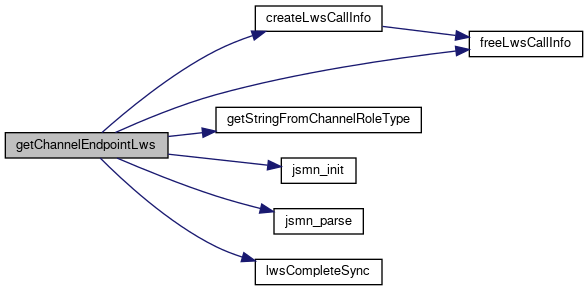 createLwsCallInfo
freeLwsCallInfo
getStringFromChannelRoleType
getChannelEndpointLws
jsmn_init
jsmn_parse
lwsCompleteSync